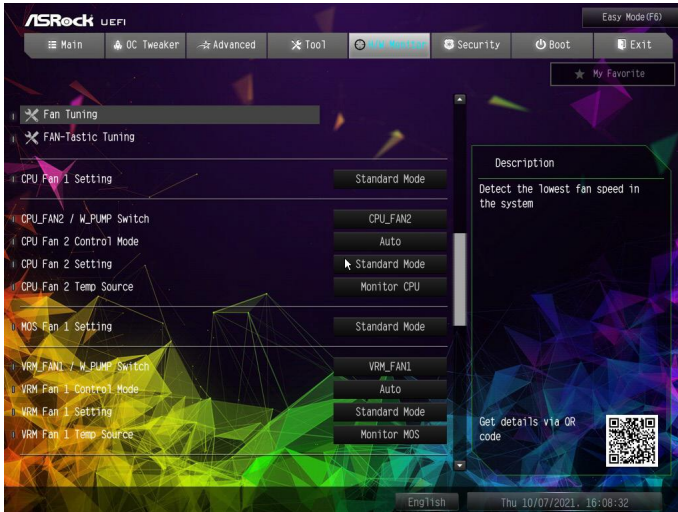 ASRock UEFI
Easy Mode(F6)
Main OC Tweaker Advanced Tool H/W Monitor Security Boot Exit
My Favorite
Fan Tuning
FAN-Tastic Tuning
CPU Fan 1 Setting Standard Mode
CPU_FAN2 / W_PUMP Switch CPU_FAN2
CPU Fan 2 Control Mode Auto
CPU Fan 2 Setting Standard Mode
CPU Fan 2 Temp Source Monitor CPU
MOS Fan 1 Setting Standard Mode
VRM_FAN1 / W_PUMP Switch VRM_FAN1
VRM Fan 1 Control Mode Auto
VRM Fan 1 Setting Standard Mode
VRM Fan 1 Temp Source Monitor MOS
Description
Detect the lowest fan speed in
the system
Get details via QR
code
English
Thu 10/07/2021. 16:08:32